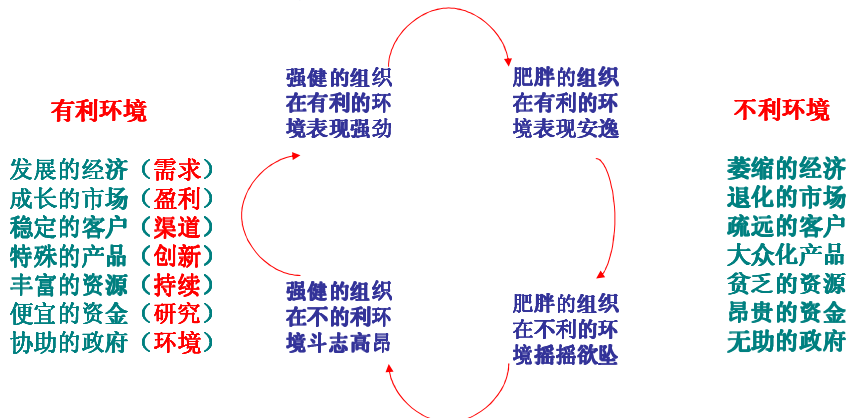 有利环境
发展的经济（需求）
成长的市场（盈利）
稳定的客户（渠道）
特殊的产品（创新）
丰富的资源（持续）
便宜的资金（研究）
协助的政府（环境）
强健的组织
在有利的环
境表现强劲
肥胖的组织
在有利的环
境表现安逸
强健的组织
在不的利环
境斗志高昂
肥胖的组织
在不利的环
境摇摇欲坠
不利环境
萎缩的经济
退化的市场
疏远的客户
大众化产品
贫乏的资源
昂贵的资金
无助的政府